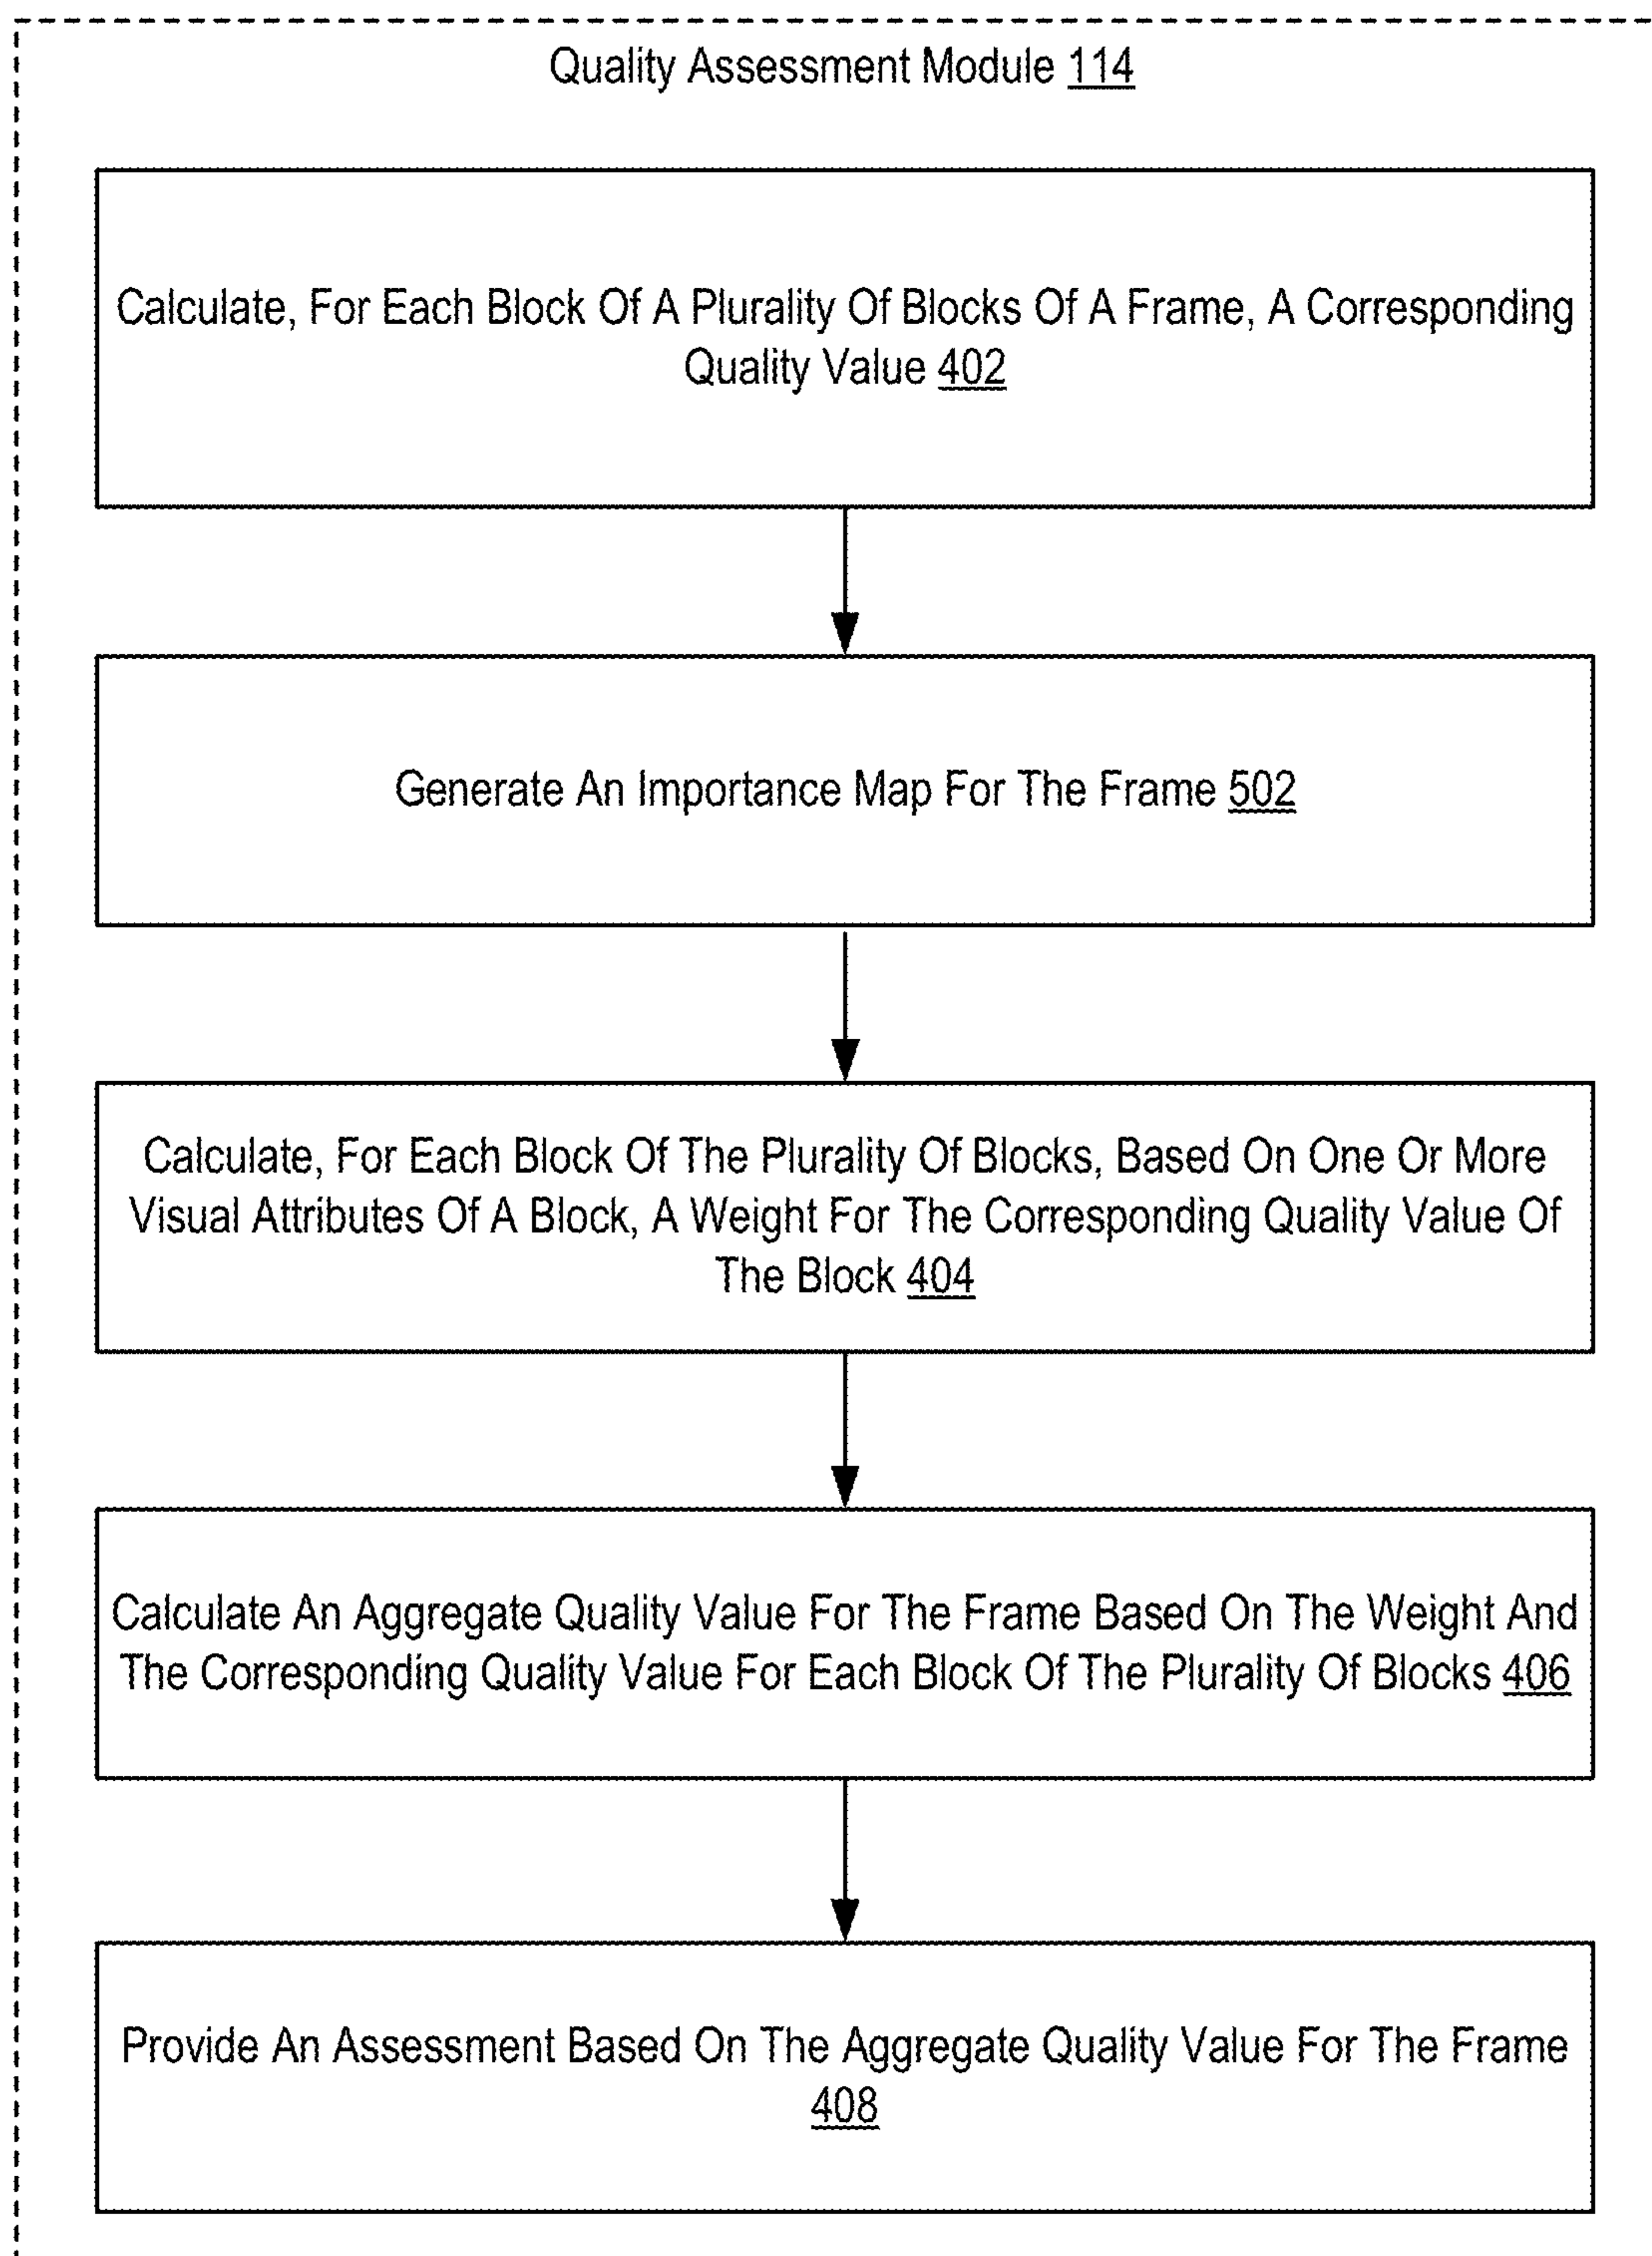 Quality Assessment Module 114
Calculate, For Each Block Of A Plurality Of Blocks Of A Frame, A Corresponding
Quality Value 402
Generate An Importance Map For The Frame 502
Calculate, For Each Block Of The Plurality Of Blocks, Based On One Or More
Visual Attributes Of A Block, A Weight For The Corresponding Quality Value Of
The Block 404
Calculate An Aggregate Quality Value For The Frame Based On The Weight And
The Corresponding Quality Value For Each Block Of The Plurality Of Blocks 406
Provide An Assessment Based On The Aggregate Quality Value For The Frame
408